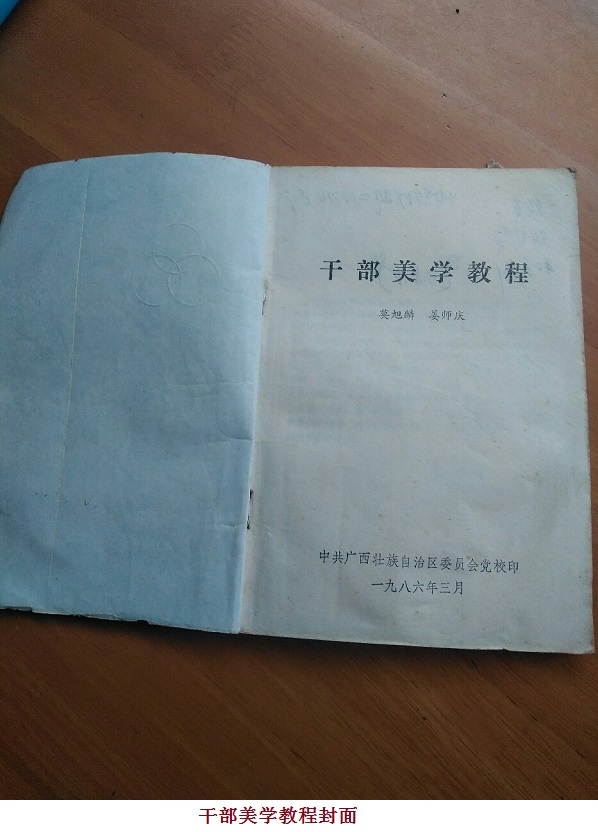 干部美学教程
莫旭麟 姜师庆
中共广西壮族自治区委员会党校印
一九八六年三月
干部美学教程封面